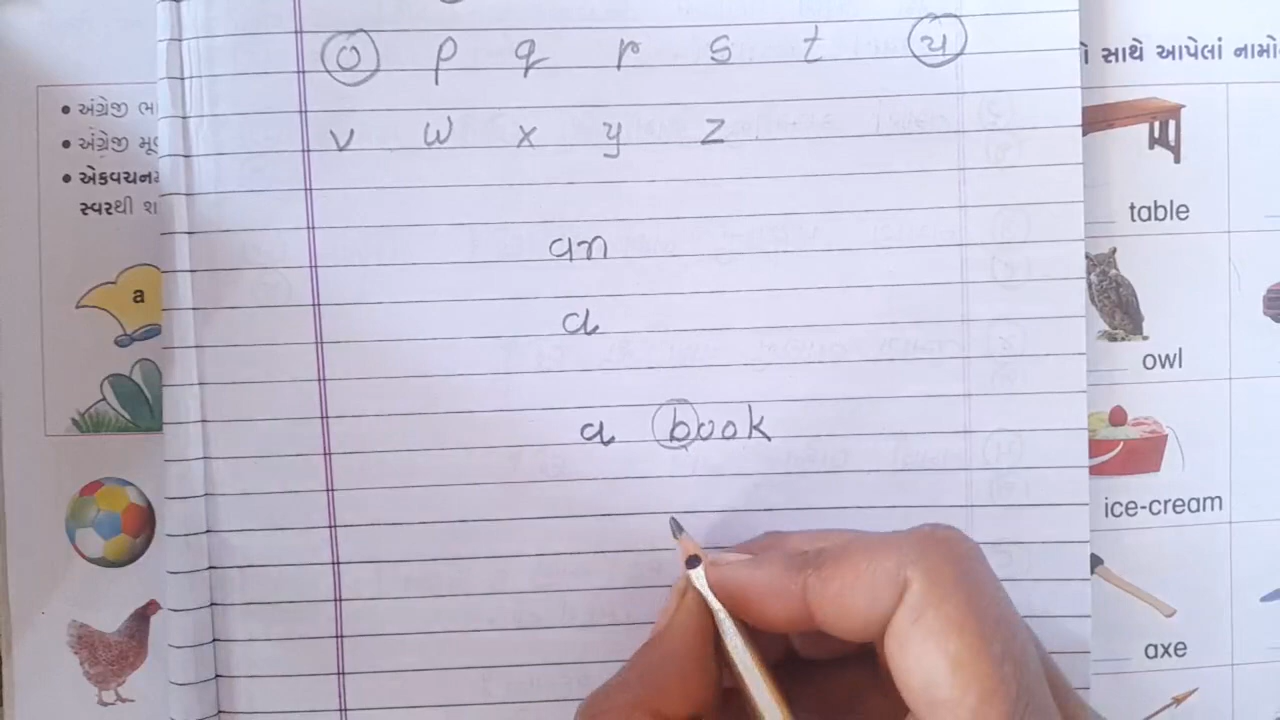 o p q r s t u
v w x y z
an
a
a book
• અંગ્રેજી ભા
• અંગ્રેજી મૂ
• એકવચન
સ્વરથી શ
a
સાથે આપેલાં નામો
table
owl
ice-cream
axe